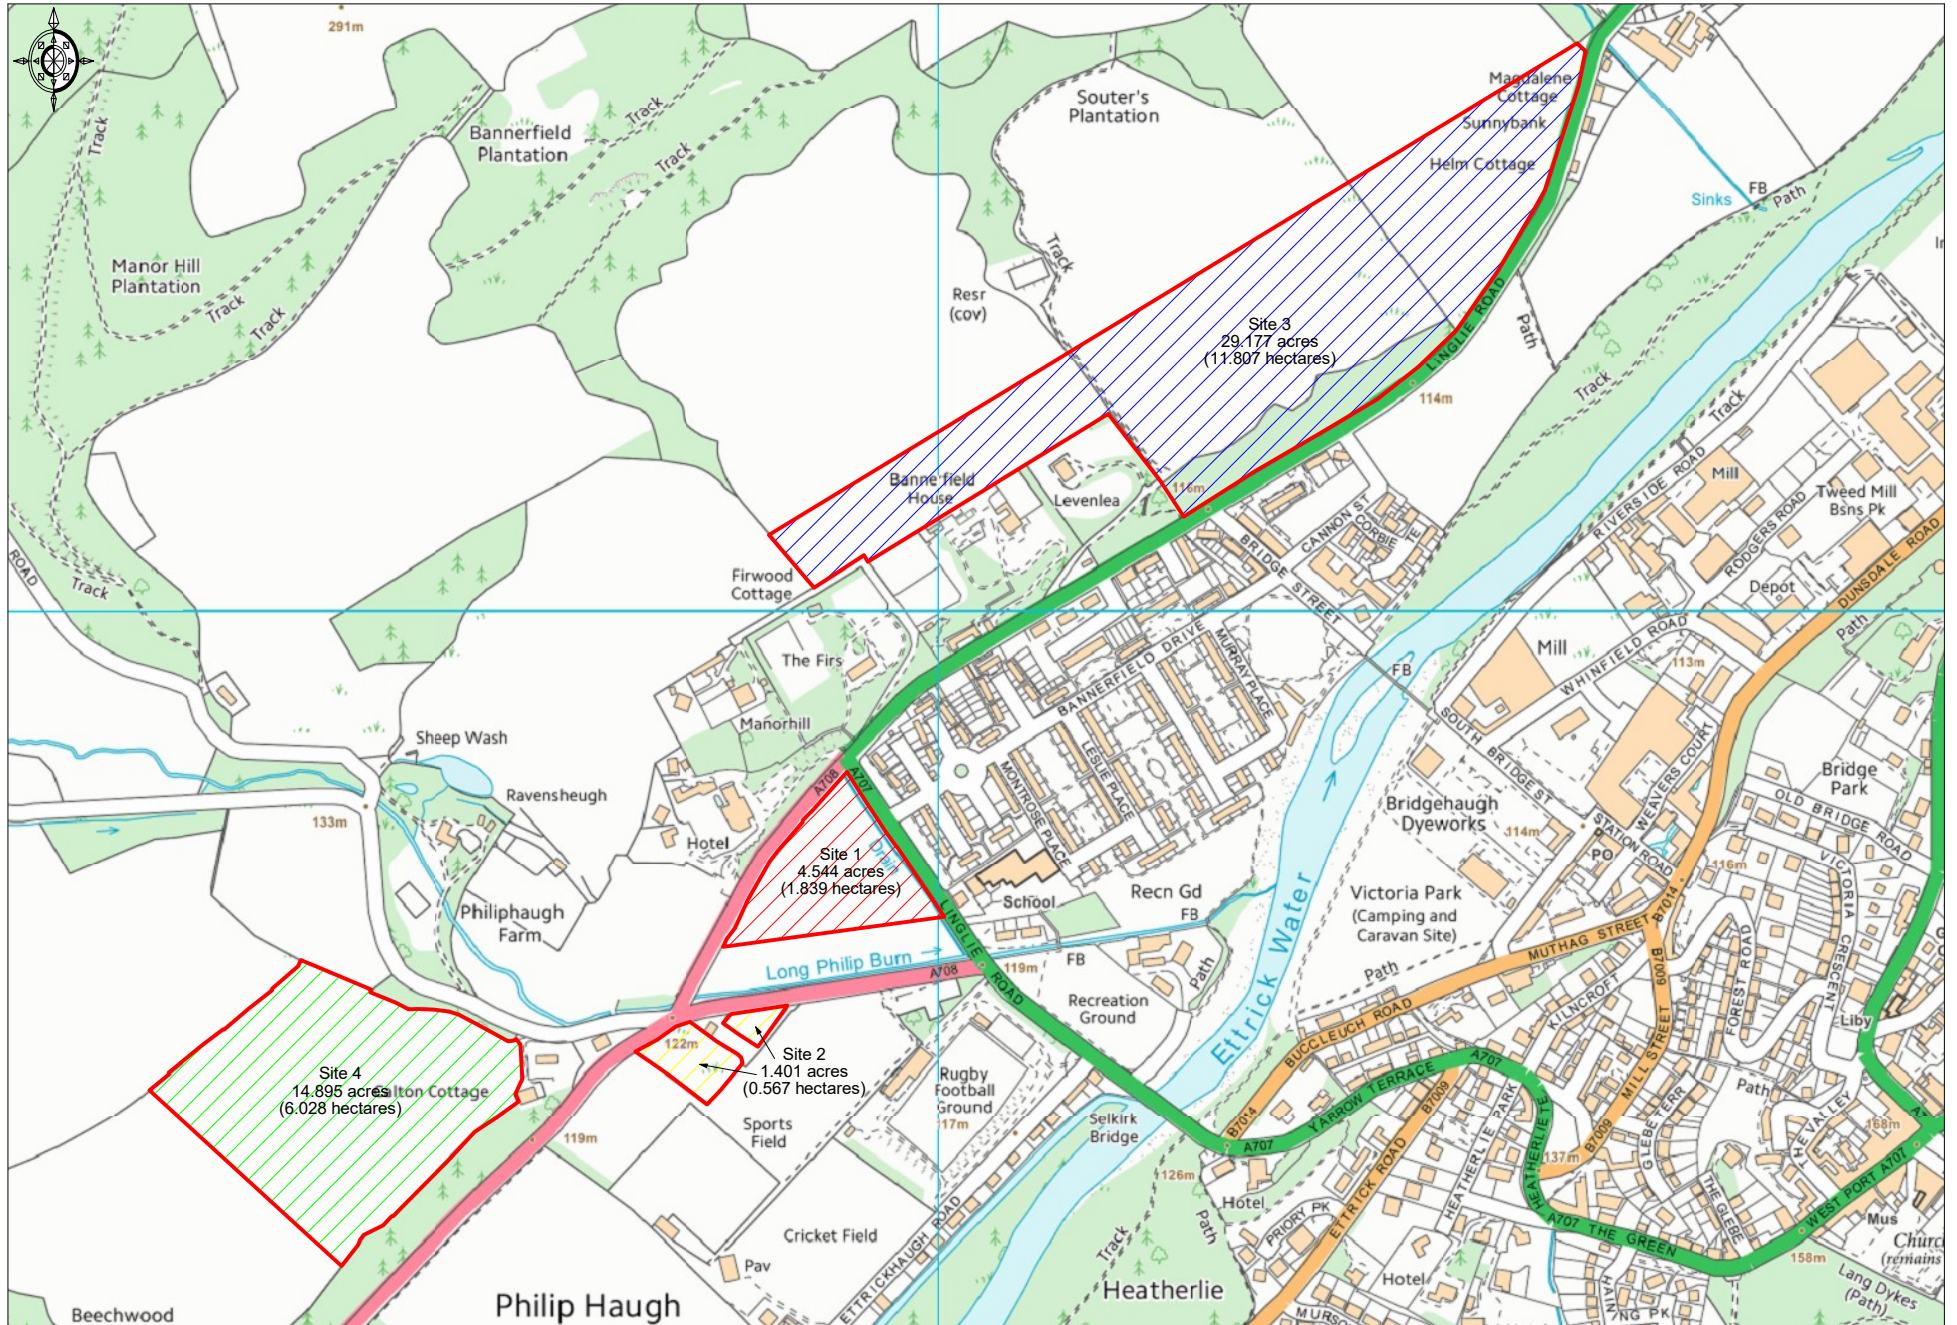 291m
Track
Bannerfield
Plantation
Track
Track
Souter's
Plantation
Magdalene
Cottage
Sunnybank
Helm Cottage
FB
Path
Sinks
Manor Hill
Plantation
Track
Track
Track
Resr
(cov)
Site 3
29.177 acres
(11.807 hectares)
LINGLIE ROAD
Path
114m
Track
Track
Bannerfield
House
Levenlea
116m
Mill
Tweed Mill
Bsns Pk
RIVERSIDE ROAD
RODGERS ROAD
CANNON ST
CORBIE
TE
BRIDGE STREET
Depot
DUNSDALE ROAD
ROAD
Track
Firwood
Cottage
Path
The Firs
BANNERFIELD DRIVE
MURRAY PLACE
FB
Mill
WHINFIELD ROAD
113m
Manorhill
Sheep Wash
SOUTH BRIDGE ST
WEAVERS COURT
Bridge
Park
OLD BRIDGE ROAD
A708
A707
MONTROSE PLACE
LESLIE PLACE
Ravensheugh
133m
Bridgehaugh
Dyeworks
114m
STATION ROAD
PO
116m
VICTORIA
CRESCENT
Hotel
Drain
Site 1
4.544 acres
(1.839 hectares)
School
Recn Gd
FB
Victoria Park
(Camping and
Caravan Site)
Philiphaugh
Farm
LINGLIE
ROAD
Long Philip Burn
A708
119m
FB
Path
Path
MUTHAG STREET
B7014
B7009
FOREST ROAD
Recreation
Ground
Ettrick Water
BUCCLEUCH ROAD
KILNCROFT
MILL STREET
Liby
122m
Site 2
1.401 acres
(0.567 hectares)
Site 4
14.895 acres
(6.028 hectares)
Calton Cottage
Rugby
Football
Ground
117m
YARROW TERRACE
A707
B7009
Path
119m
Sports
Field
Selkirk
Bridge
B7014
A707
HEATHERLIE PARK
HEATHERLIE
B7009
GLEBE TERR
THE VALLEY
168m
137m
126m
Hotel
PRIORY PK
ETTRICK ROAD
THE GLEBE
WEST PORT A707
Cricket Field
ETTRICKHAUGH ROAD
Track
Path
A707 THE GREEN
Mus
Church
(remains
158m
Pav
Hotel
Lang Dykes
(Path)
Heatherlie
Philip Haugh
Beechwood